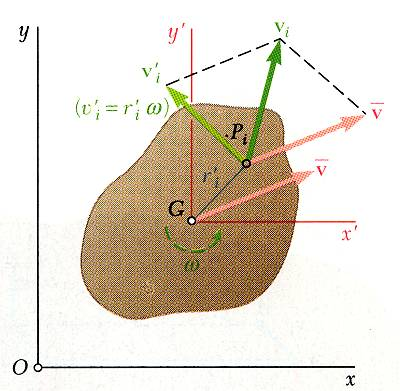 y
y′
v_i
v′_i
(v′_i = r′_i ω)
P_i
v̄
r′_i
v̄
G
x′
ω
O
x